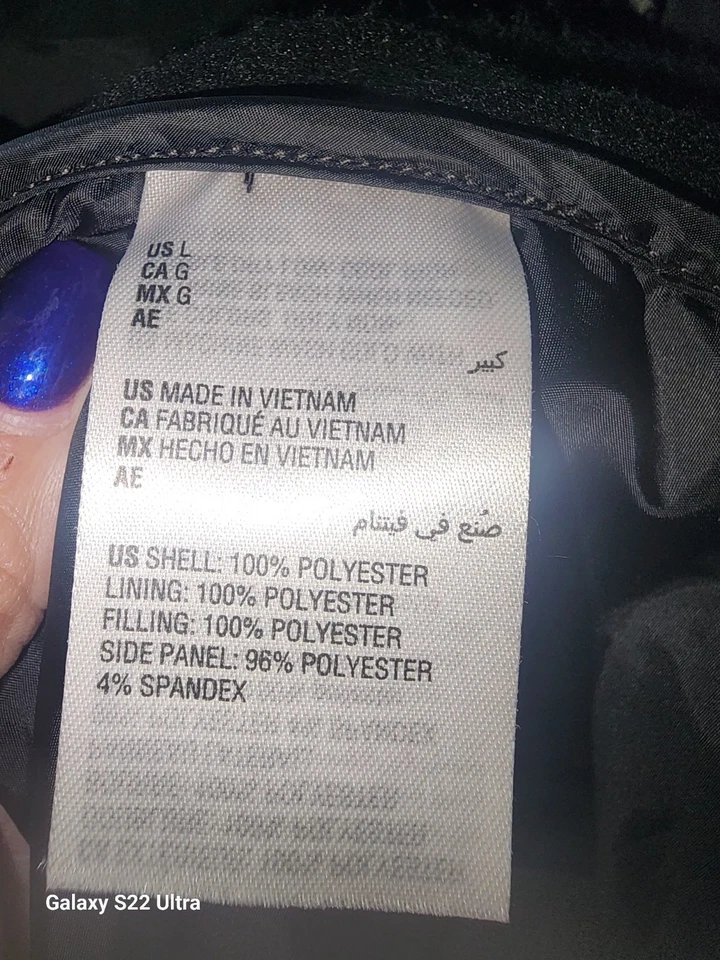 US L
CA G
MX G
AE
كبير
US MADE IN VIETNAM
CA FABRIQUÉ AU VIETNAM
MX HECHO EN VIETNAM
AE
صُنع في فيتنام
US SHELL: 100% POLYESTER
LINING: 100% POLYESTER
FILLING: 100% POLYESTER
SIDE PANEL: 96% POLYESTER
4% SPANDEX
Galaxy S22 Ultra